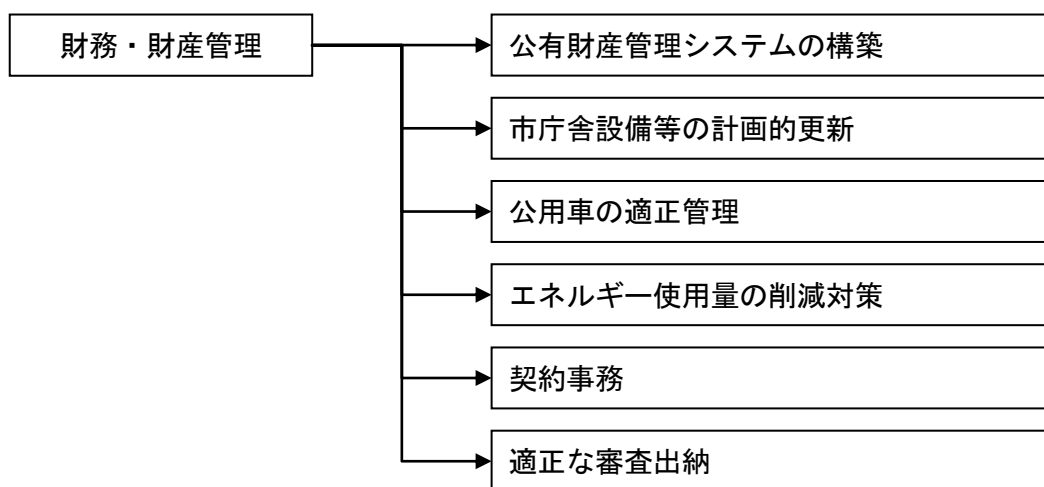 財務・財産管理
公有財産管理システムの構築
市庁舎設備等の計画的更新
公用車の適正管理
エネルギー使用量の削減対策
契約事務
適正な審査出納